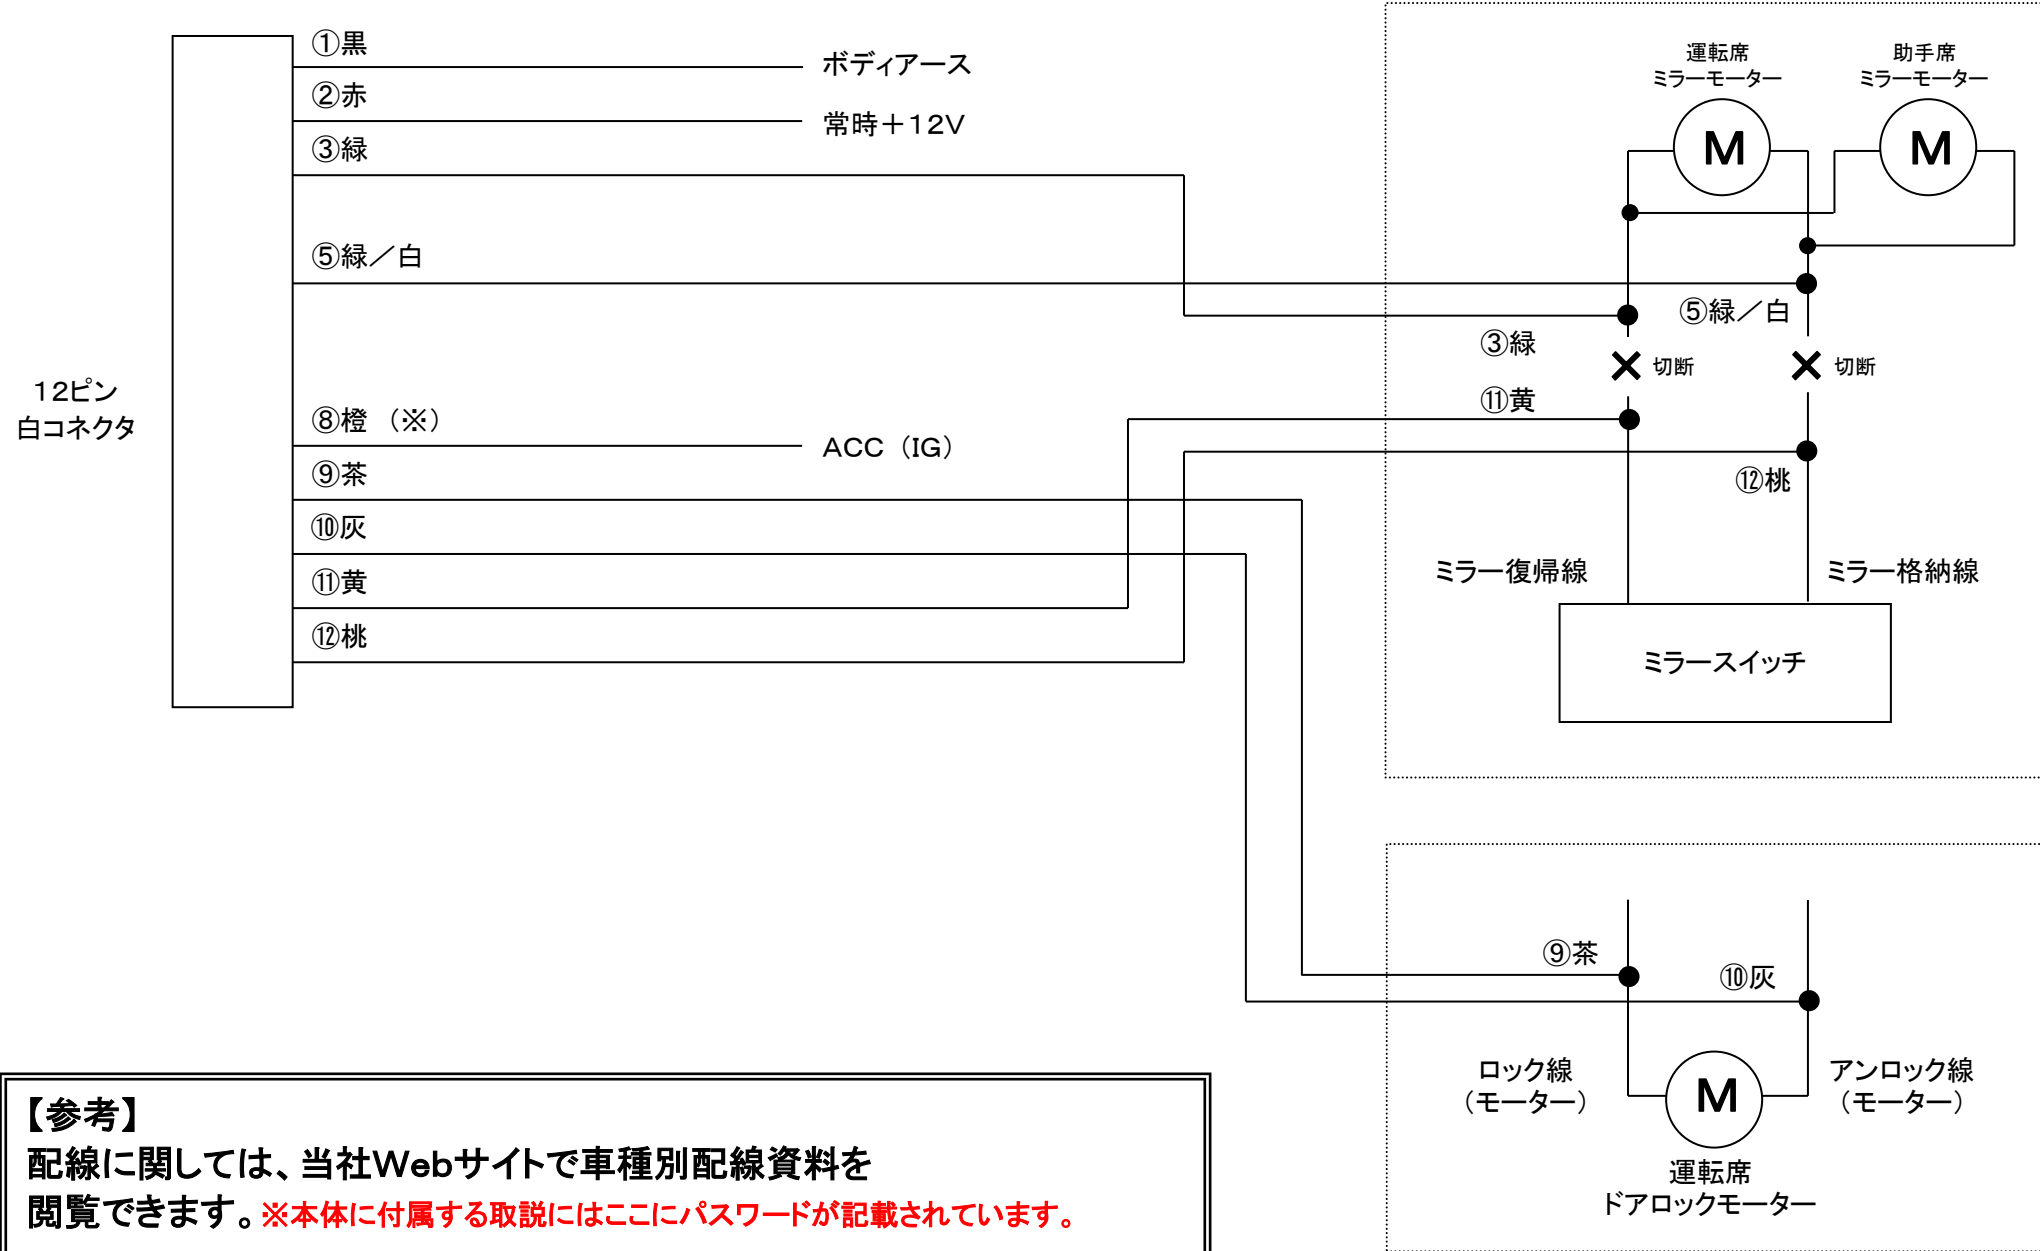 12ピン
白コネクタ
①黒
ボディアース
②赤
常時＋12V
③緑
⑤緑／白
⑧橙 （※）
ACC （IG）
⑨茶
⑩灰
⑪黄
⑫桃
運転席
ミラーモーター
助手席
ミラーモーター
M
M
⑤緑／白
③緑
切断
切断
⑪黄
⑫桃
ミラー復帰線
ミラー格納線
ミラースイッチ
⑨茶
⑩灰
ロック線
（モーター）
アンロック線
（モーター）
M
運転席
ドアロックモーター
【参考】
配線に関しては、当社Webサイトで車種別配線資料を
閲覧できます。※本体に付属する取説にはここにパスワードが記載されています。